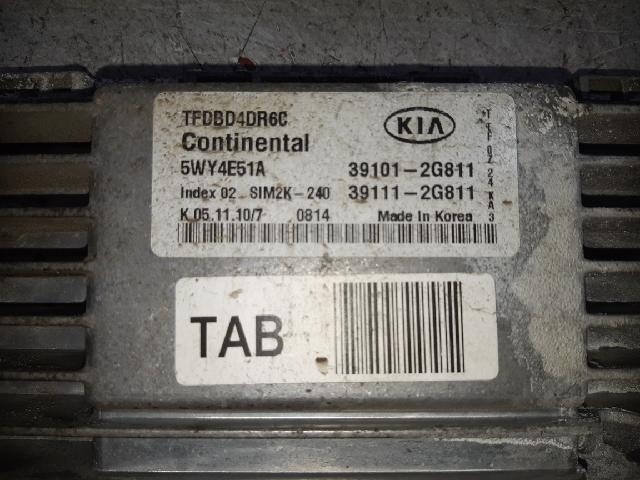 TFDBD4DR6C
KIA
Continental
5WY4E51A 39101-2G811
Index 02 SIM2K-240 39111-2G811
K 05.11.10/7 0814 Made in Korea
TAB